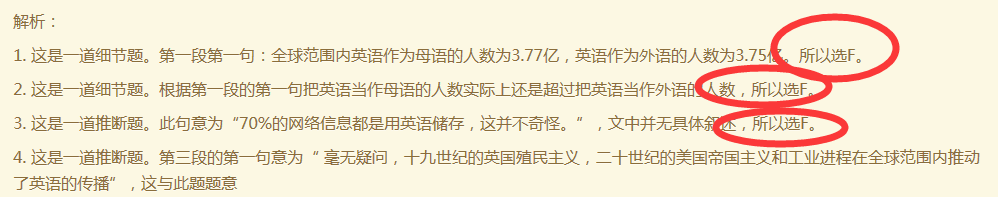 解析：
1. 这是一道细节题。第一段第一句：全球范围内英语作为母语的人数为3.77亿，英语作为外语的人数为3.75亿。所以选F。
2. 这是一道细节题。根据第一段的第一句把英语当作母语的人数实际上还是超过把英语当作外语的人数，所以选F。
3. 这是一道推断题。此句意为“70%的网络信息都是用英语储存，这并不奇怪。”，文中并无具体叙述，所以选F。
4. 这是一道推断题。第三段的第一句意为“ 毫无疑问，十九世纪的英国殖民主义，二十世纪的美国帝国主义和工业进程在全球范围内推动
了英语的传播”，这与此题题意